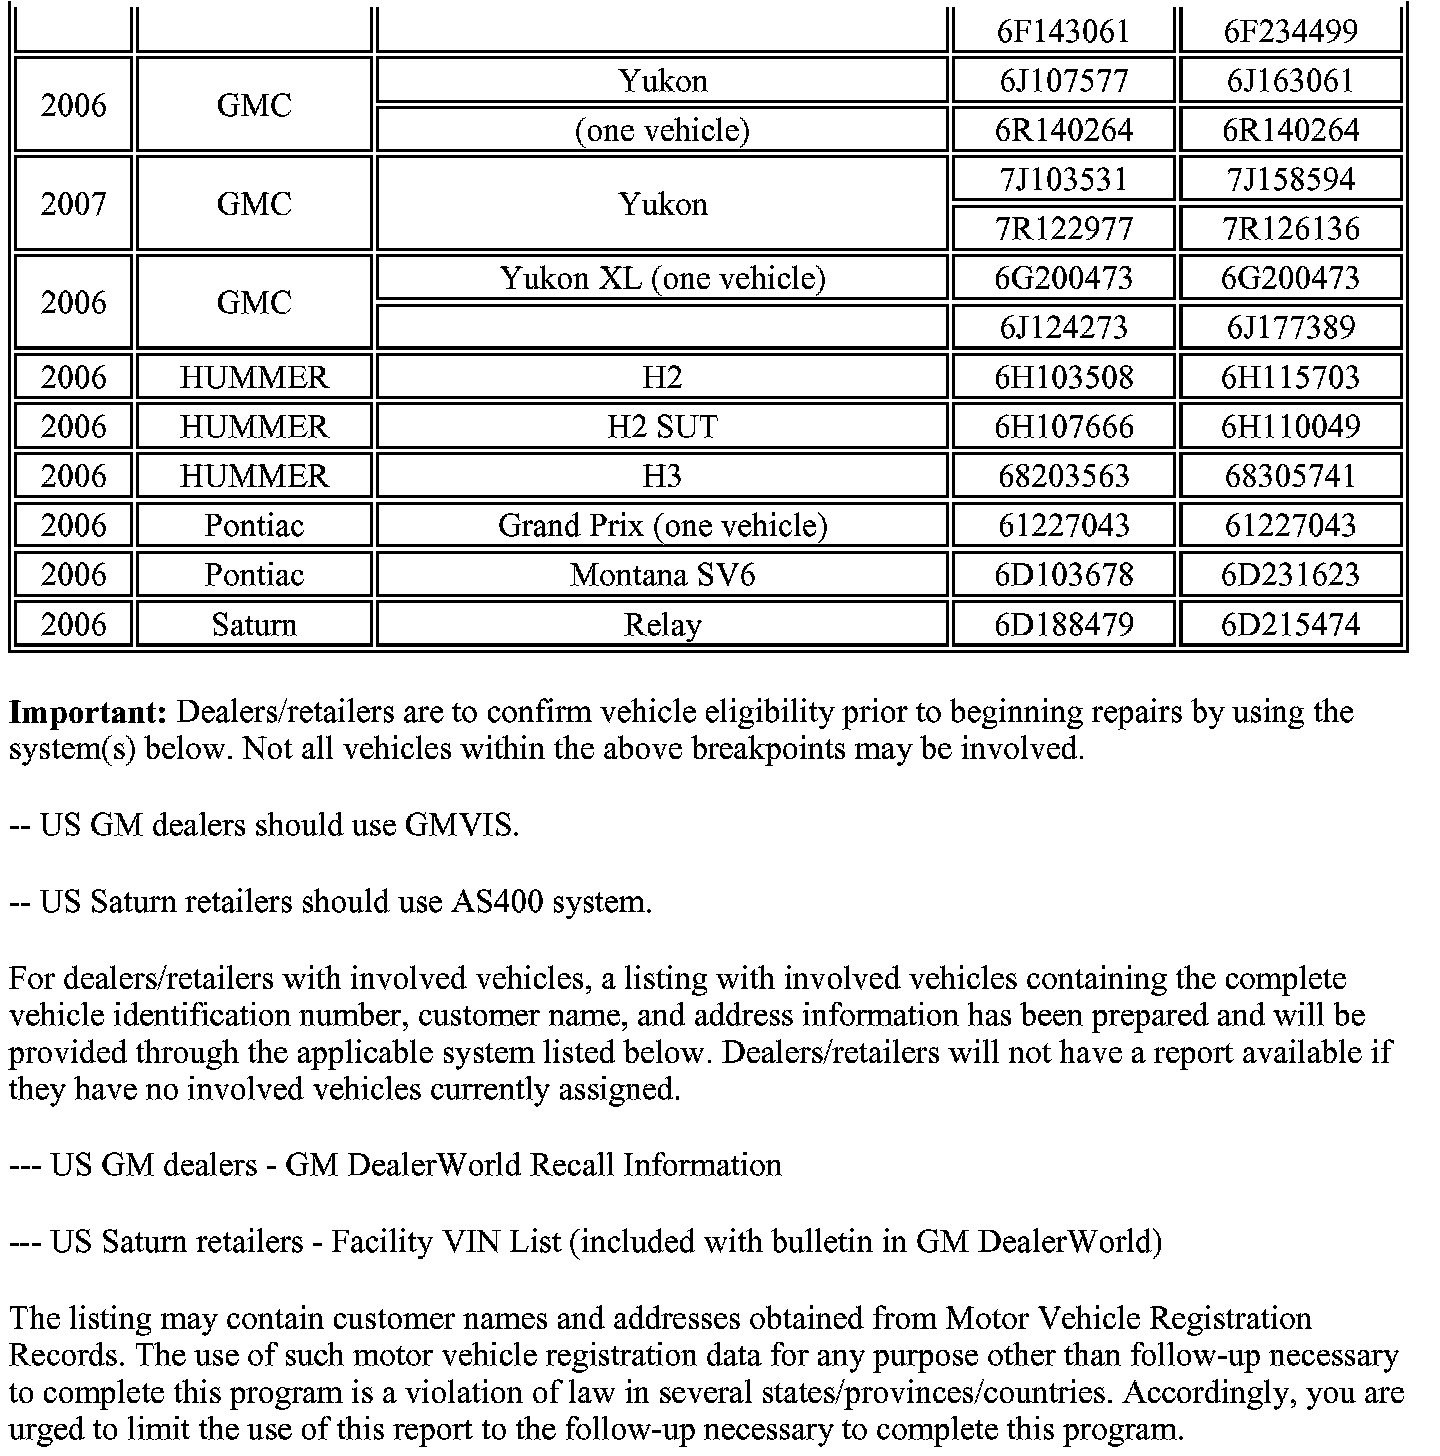 6F143061 6F234499
2006 GMC Yukon 6J107577 6J163061
(one vehicle) 6R140264 6R140264
2007 GMC Yukon 7J103531 7J158594
7R122977 7R126136
2006 GMC Yukon XL (one vehicle) 6G200473 6G200473
6J124273 6J177389
2006 HUMMER H2 6H103508 6H115703
2006 HUMMER H2 SUT 6H107666 6H110049
2006 HUMMER H3 68203563 68305741
2006 Pontiac Grand Prix (one vehicle) 61227043 61227043
2006 Pontiac Montana SV6 6D103678 6D231623
2006 Saturn Relay 6D188479 6D215474
Important: Dealers/retailers are to confirm vehicle eligibility prior to beginning repairs by using the
system(s) below. Not all vehicles within the above breakpoints may be involved.
-- US GM dealers should use GMVIS.
-- US Saturn retailers should use AS400 system.
For dealers/retailers with involved vehicles, a listing with involved vehicles containing the complete
vehicle identification number, customer name, and address information has been prepared and will be
provided through the applicable system listed below. Dealers/retailers will not have a report available if
they have no involved vehicles currently assigned.
--- US GM dealers - GM DealerWorld Recall Information
--- US Saturn retailers - Facility VIN List (included with bulletin in GM DealerWorld)
The listing may contain customer names and addresses obtained from Motor Vehicle Registration
Records. The use of such motor vehicle registration data for any purpose other than follow-up necessary
to complete this program is a violation of law in several states/provinces/countries. Accordingly, you are
urged to limit the use of this report to the follow-up necessary to complete this program.